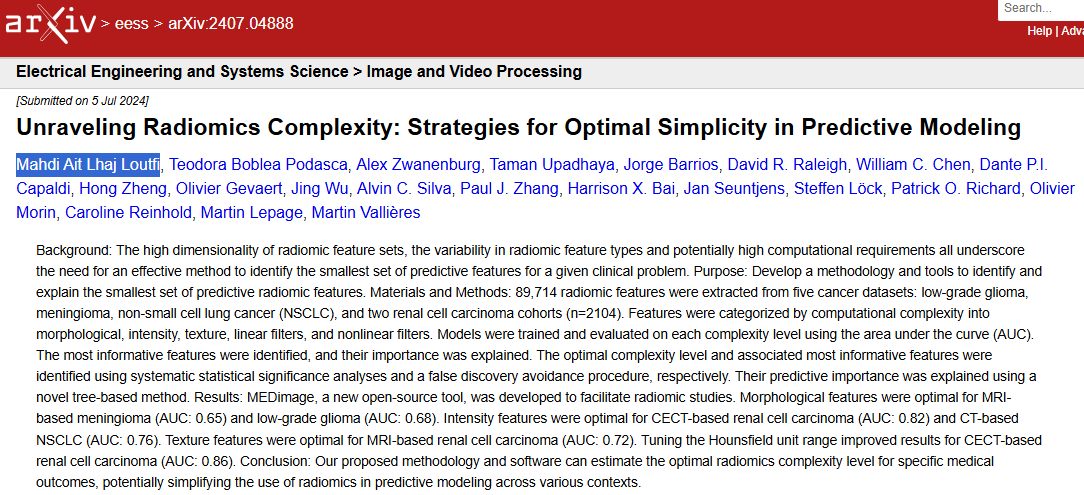 arXiv > eess > arXiv:2407.04888
Search...
Help | Adva
Electrical Engineering and Systems Science > Image and Video Processing
[Submitted on 5 Jul 2024]
Unraveling Radiomics Complexity: Strategies for Optimal Simplicity in Predictive Modeling
Mahdi Ait Lhaj Loutfi, Teodora Boblea Podasca, Alex Zwanenburg, Taman Upadhaya, Jorge Barrios, David R. Raleigh, William C. Chen, Dante P.I.
Capaldi, Hong Zheng, Olivier Gevaert, Jing Wu, Alvin C. Silva, Paul J. Zhang, Harrison X. Bai, Jan Seuntjens, Steffen Löck, Patrick O. Richard, Olivier
Morin, Caroline Reinhold, Martin Lepage, Martin Vallières
Background: The high dimensionality of radiomic feature sets, the variability in radiomic feature types and potentially high computational requirements all underscore
the need for an effective method to identify the smallest set of predictive features for a given clinical problem. Purpose: Develop a methodology and tools to identify and
explain the smallest set of predictive radiomic features. Materials and Methods: 89,714 radiomic features were extracted from five cancer datasets: low-grade glioma,
meningioma, non-small cell lung cancer (NSCLC), and two renal cell carcinoma cohorts (n=2104). Features were categorized by computational complexity into
morphological, intensity, texture, linear filters, and nonlinear filters. Models were trained and evaluated on each complexity level using the area under the curve (AUC).
The most informative features were identified, and their importance was explained. The optimal complexity level and associated most informative features were
identified using systematic statistical significance analyses and a false discovery avoidance procedure, respectively. Their predictive importance was explained using a
novel tree-based method. Results: MEDimage, a new open-source tool, was developed to facilitate radiomic studies. Morphological features were optimal for MRI-
based meningioma (AUC: 0.65) and low-grade glioma (AUC: 0.68). Intensity features were optimal for CECT-based renal cell carcinoma (AUC: 0.82) and CT-based
NSCLC (AUC: 0.76). Texture features were optimal for MRI-based renal cell carcinoma (AUC: 0.72). Tuning the Hounsfield unit range improved results for CECT-based
renal cell carcinoma (AUC: 0.86). Conclusion: Our proposed methodology and software can estimate the optimal radiomics complexity level for specific medical
outcomes, potentially simplifying the use of radiomics in predictive modeling across various contexts.